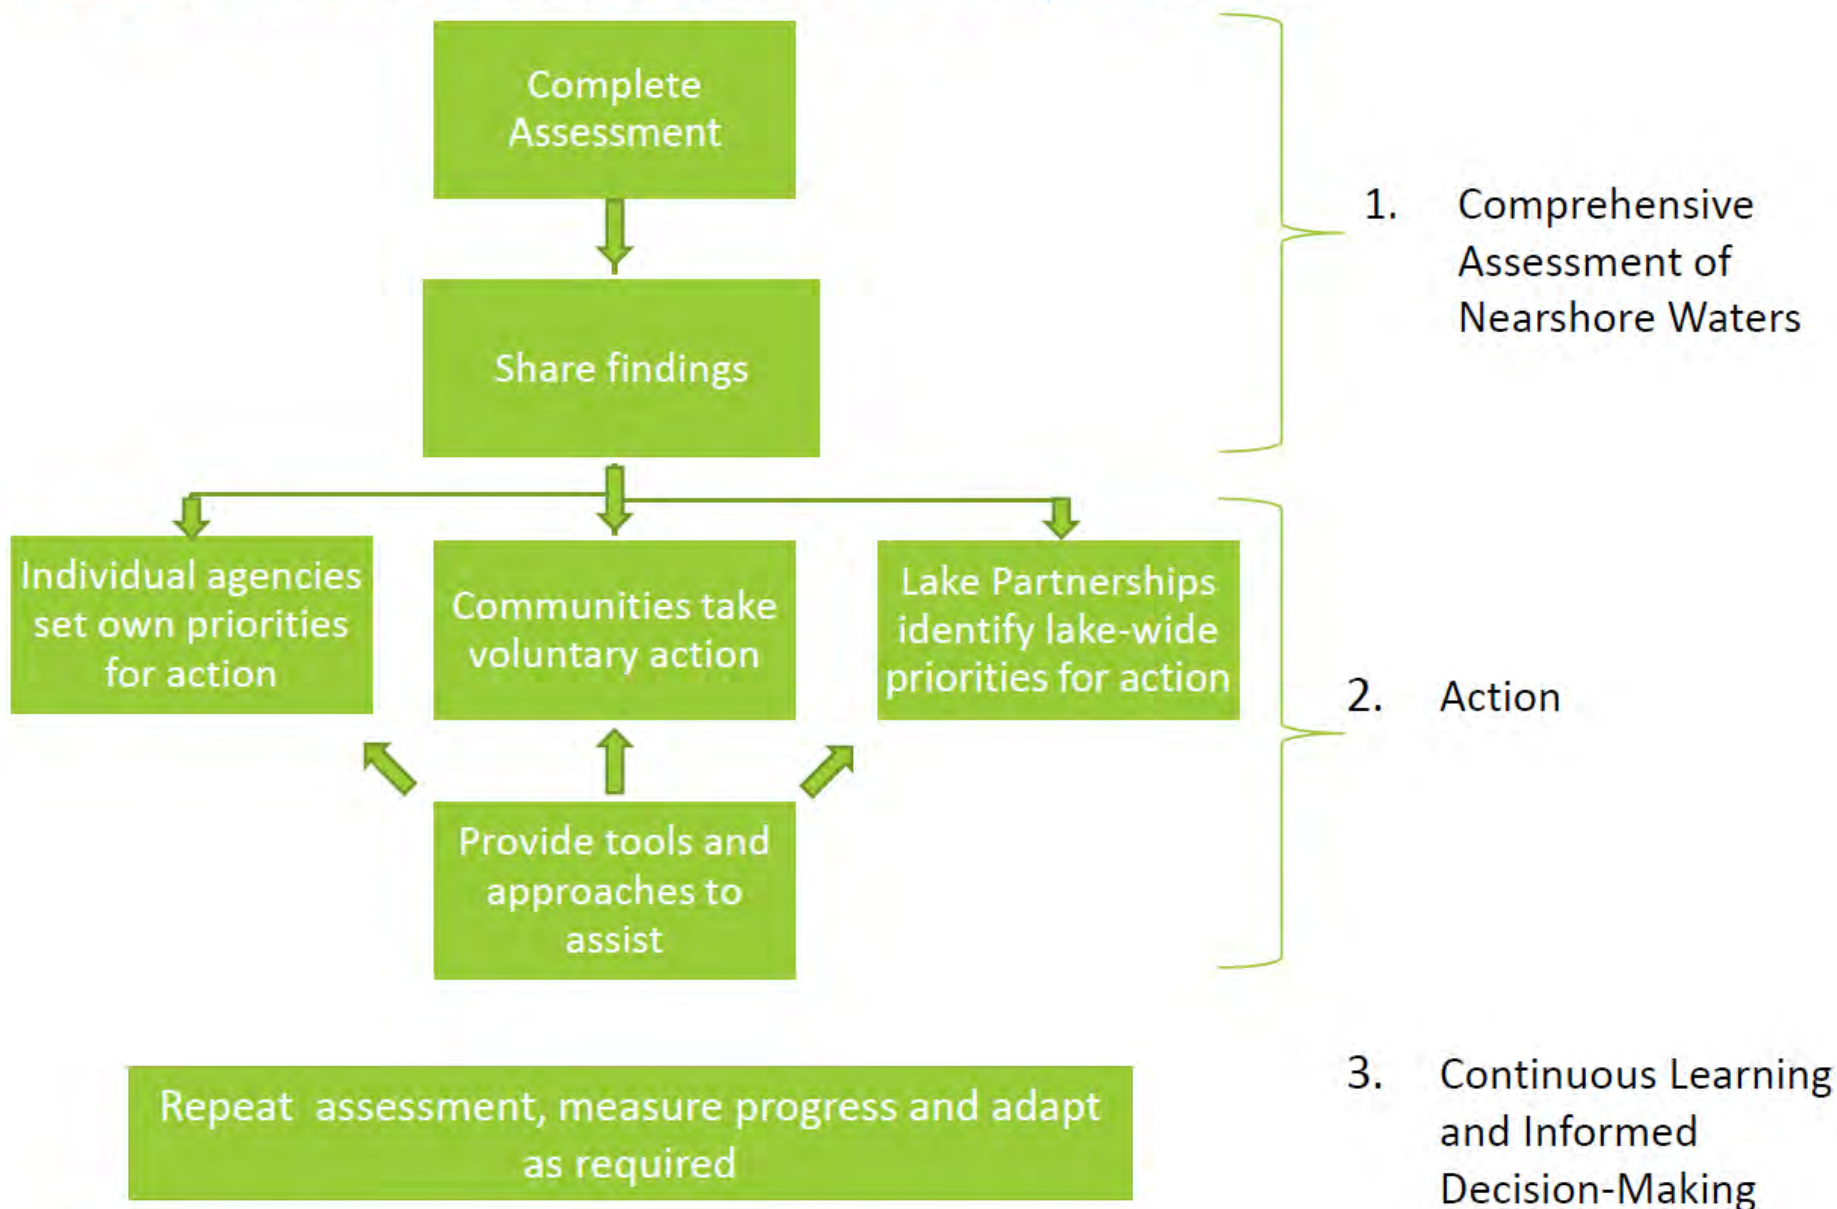 Complete
Assessment
Share findings
1. Comprehensive
Assessment of
Nearshore Waters
Individual agencies
set own priorities
for action
Communities take
voluntary action
Lake Partnerships
identify lake-wide
priorities for action
Provide tools and
approaches to
assist
2. Action
Repeat assessment, measure progress and adapt
as required
3. Continuous Learning
and Informed
Decision-Making